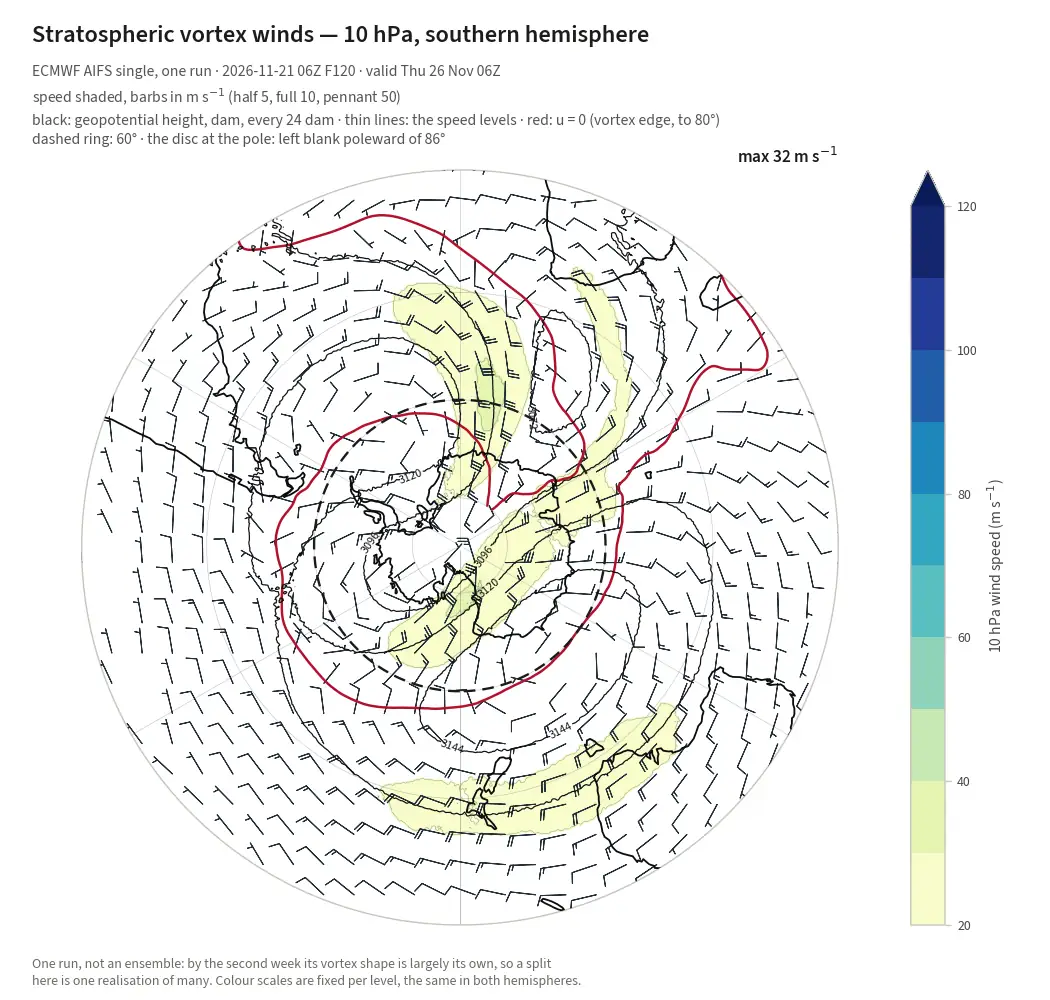 Stratospheric vortex winds — 10 hPa, southern hemisphere
ECMWF AIFS single, one run · 2026-11-21 06Z F120 · valid Thu 26 Nov 06Z
speed shaded, barbs in m s⁻¹ (half 5, full 10, pennant 50)
black: geopotential height, dam, every 24 dam · thin lines: the speed levels · red: u = 0 (vortex edge, to 80°)
dashed ring: 60° · the disc at the pole: left blank poleward of 86°
max 32 m s⁻¹
120
100
80
60
40
20
10 hPa wind speed (m s⁻¹)
3120
3096
3096
3120
3144
3144
One run, not an ensemble: by the second week its vortex shape is largely its own, so a split
here is one realisation of many. Colour scales are fixed per level, the same in both hemispheres.